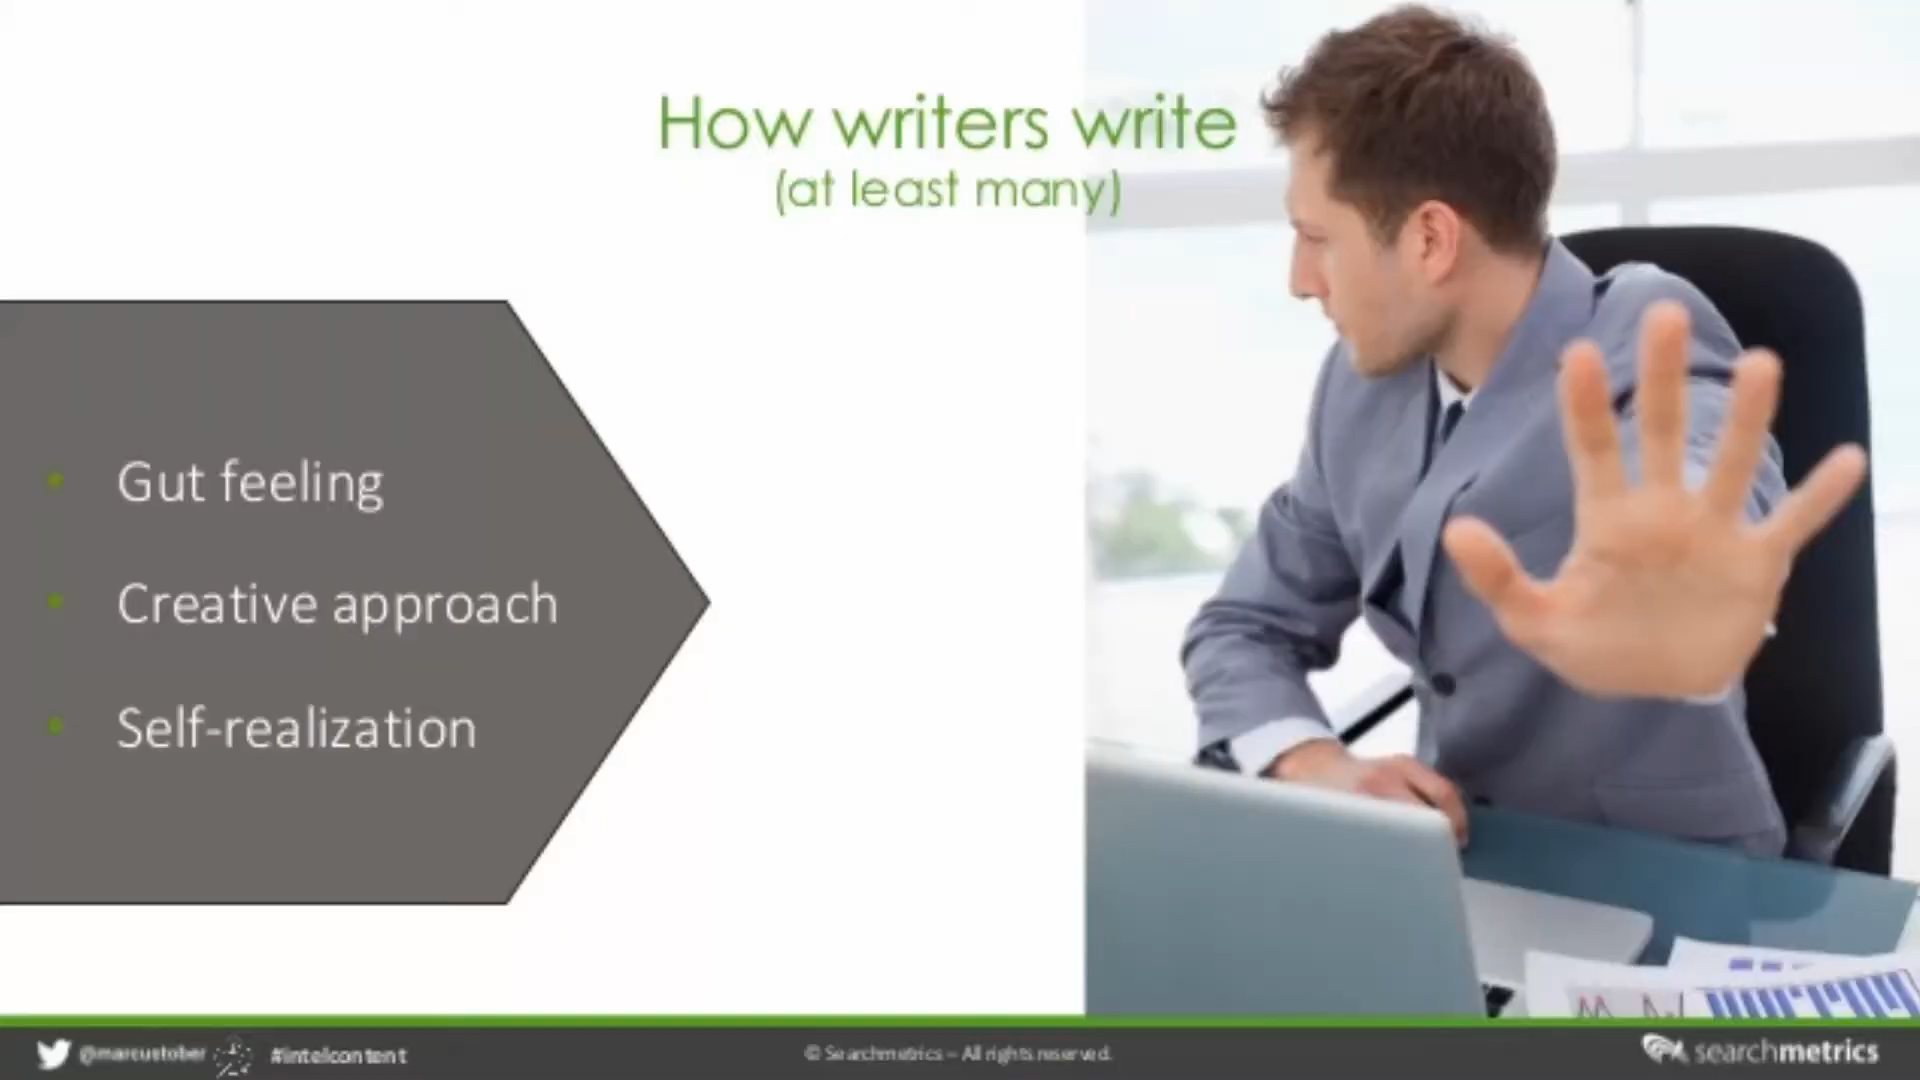 How writers write
(at least many)
Gut feeling
Creative approach
Self-realization
@marcustober
#intelcontent
© Searchmetrics – All rights reserved.
searchmetrics